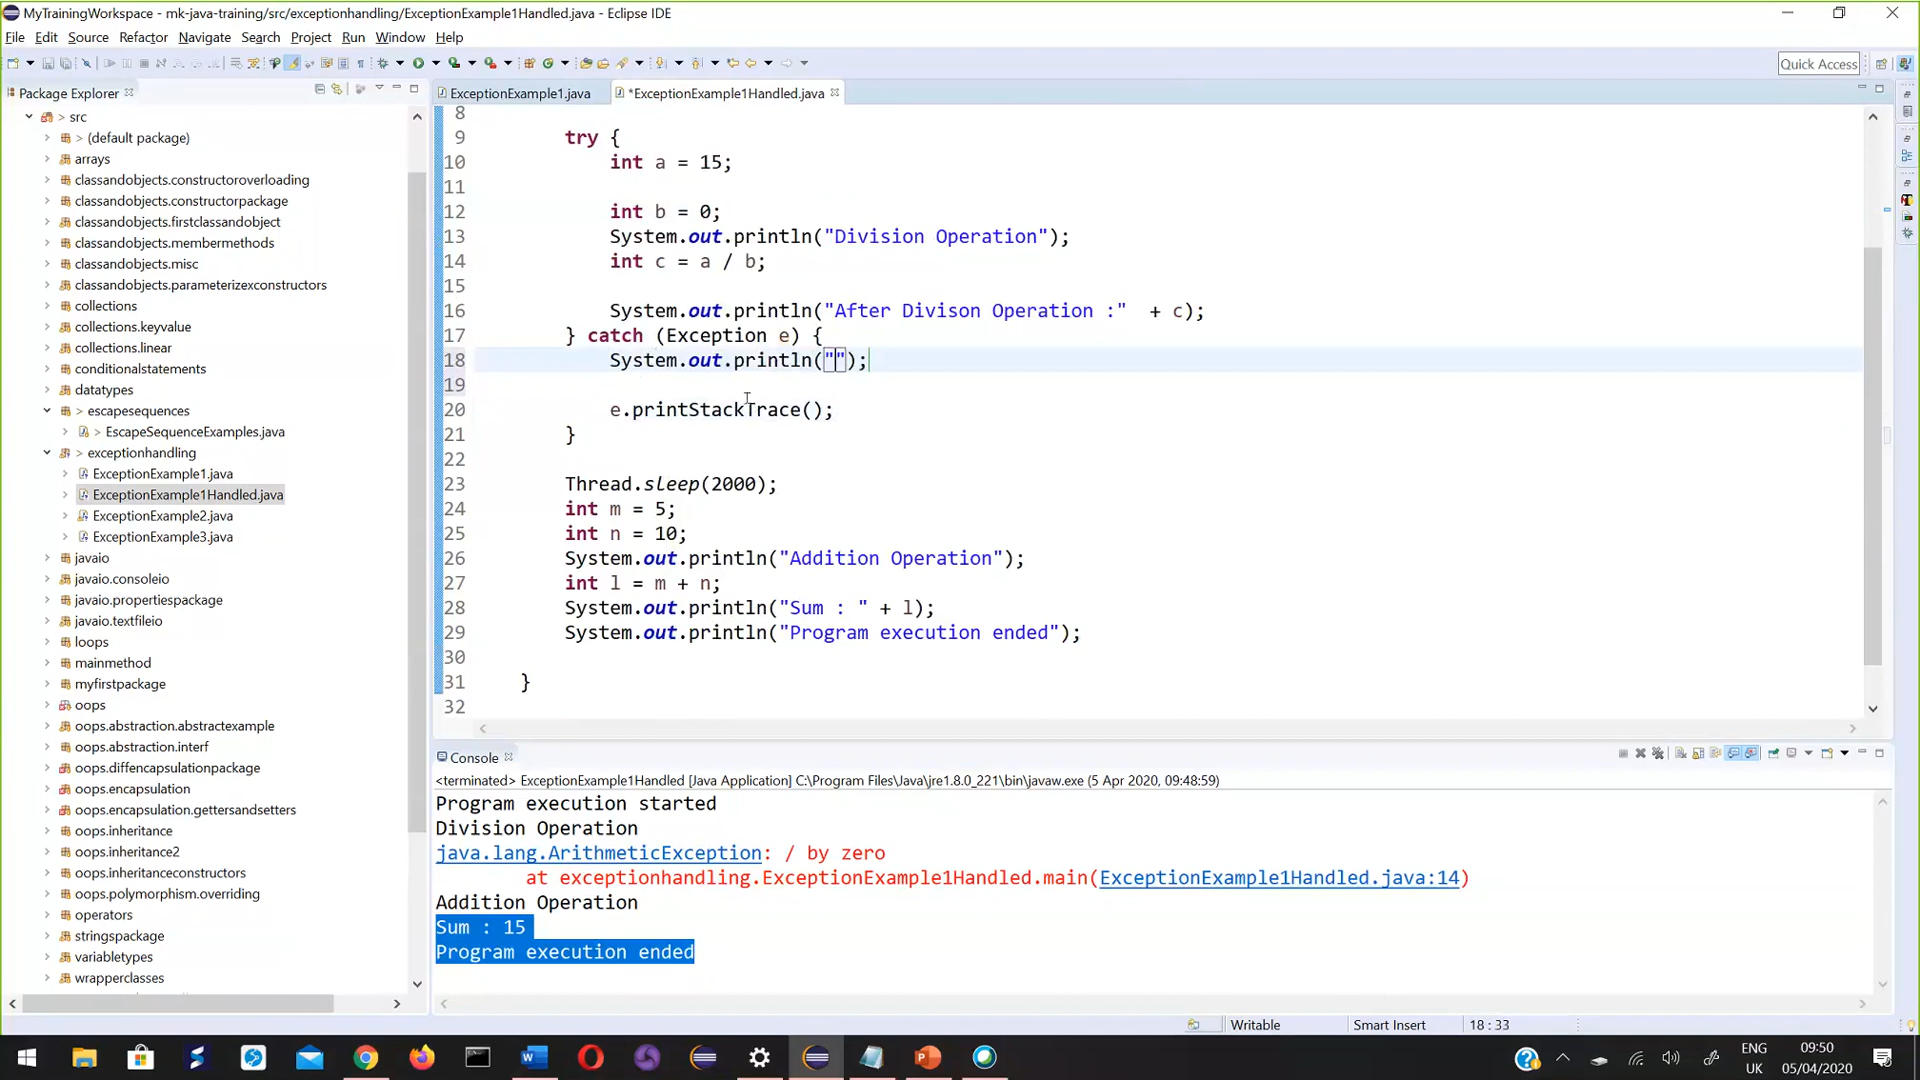 MyTrainingWorkspace - mk-java-training/src/exceptionhandling/ExceptionExample1Handled.java - Eclipse IDE
File Edit Source Refactor Navigate Search Project Run Window Help
Quick Access
Package Explorer
src
> (default package)
arrays
classandobjects.constructoroverloading
classandobjects.constructorpackage
classandobjects.firstclassandobject
classandobjects.membermethods
classandobjects.misc
classandobjects.parameterizexconstructors
collections
collections.keyvalue
collections.linear
conditionalstatements
datatypes
> escapesequences
> EscapeSequenceExamples.java
> exceptionhandling
ExceptionExample1.java
ExceptionExample1Handled.java
ExceptionExample2.java
ExceptionExample3.java
javaio
javaio.consoleio
javaio.propertiespackage
javaio.textfileio
loops
mainmethod
myfirstpackage
oops
oops.abstraction.abstractexample
oops.abstraction.interf
oops.diffencapsulationpackage
oops.encapsulation
oops.encapsulation.gettersandsetters
oops.inheritance
oops.inheritance2
oops.inheritanceconstructors
oops.polymorphism.overriding
operators
stringspackage
variabletypes
wrapperclasses
ExceptionExample1.java *ExceptionExample1Handled.java
8
9 try {
10 int a = 15;
11
12 int b = 0;
13 System.out.println("Division Operation");
14 int c = a / b;
15
16 System.out.println("After Divison Operation :" + c);
17 } catch (Exception e) {
18 System.out.println("");
19
20 e.printStackTrace();
21 }
22
23 Thread.sleep(2000);
24 int m = 5;
25 int n = 10;
26 System.out.println("Addition Operation");
27 int l = m + n;
28 System.out.println("Sum : " + l);
29 System.out.println("Program execution ended");
30
31 }
32
Console
<terminated> ExceptionExample1Handled [Java Application] C:\Program Files\Java\jre1.8.0_221\bin\javaw.exe (5 Apr 2020, 09:48:59)
Program execution started
Division Operation
java.lang.ArithmeticException: / by zero
at exceptionhandling.ExceptionExample1Handled.main(ExceptionExample1Handled.java:14)
Addition Operation
Sum : 15
Program execution ended
Writable Smart Insert 18 : 33
ENG
UK
09:50
05/04/2020